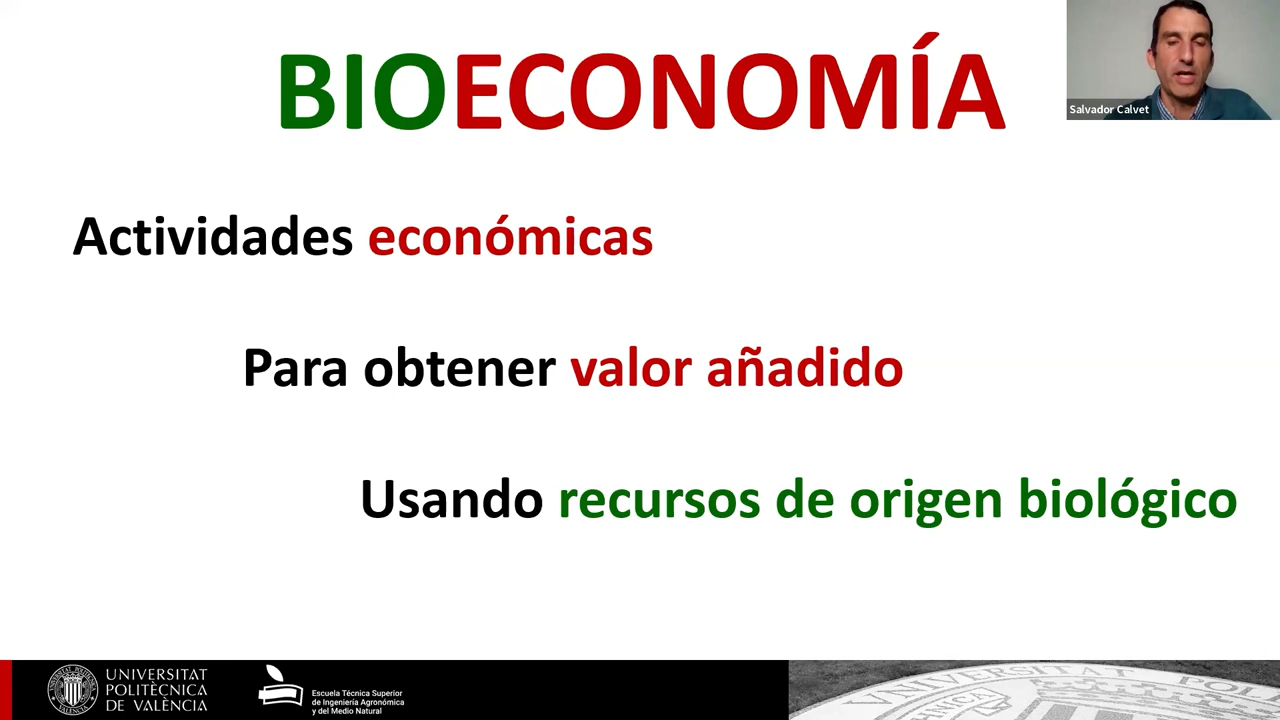 BIOECONOMÍA
Salvador Calvet
Actividades económicas
Para obtener valor añadido
Usando recursos de origen biológico
UNIVERSITAT
POLITÈCNICA
DE VALÈNCIA
Escuela Técnica Superior
de Ingeniería Agronómica
y del Medio Natural